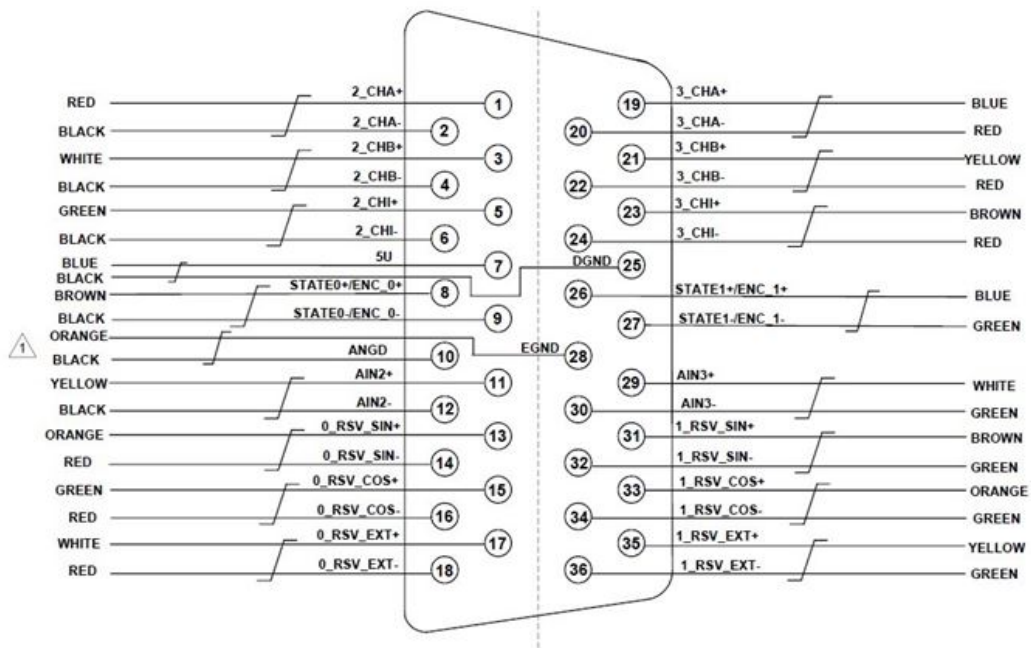 RED 2_CHA+ 1
BLACK 2_CHA- 2
WHITE 2_CHB+ 3
BLACK 2_CHB- 4
GREEN 2_CHI+ 5
BLACK 2_CHI- 6
BLUE 5U 7
BLACK
BROWN STATE0+/ENC_0+ 8
BLACK STATE0-/ENC_0- 9
ORANGE
1 BLACK ANGD 10
YELLOW AIN2+ 11
BLACK AIN2- 12
ORANGE 0_RSV_SIN+ 13
RED 0_RSV_SIN- 14
GREEN 0_RSV_COS+ 15
RED 0_RSV_COS- 16
WHITE 0_RSV_EXT+ 17
RED 0_RSV_EXT- 18
19 3_CHA+ BLUE
20 3_CHA- RED
21 3_CHB+ YELLOW
22 3_CHB- RED
23 3_CHI+ BROWN
24 3_CHI- RED
DGND 25
26 STATE1+/ENC_1+ BLUE
27 STATE1-/ENC_1- GREEN
EGND 28
29 AIN3+ WHITE
30 AIN3- GREEN
31 1_RSV_SIN+ BROWN
32 1_RSV_SIN- GREEN
33 1_RSV_COS+ ORANGE
34 1_RSV_COS- GREEN
35 1_RSV_EXT+ YELLOW
36 1_RSV_EXT- GREEN